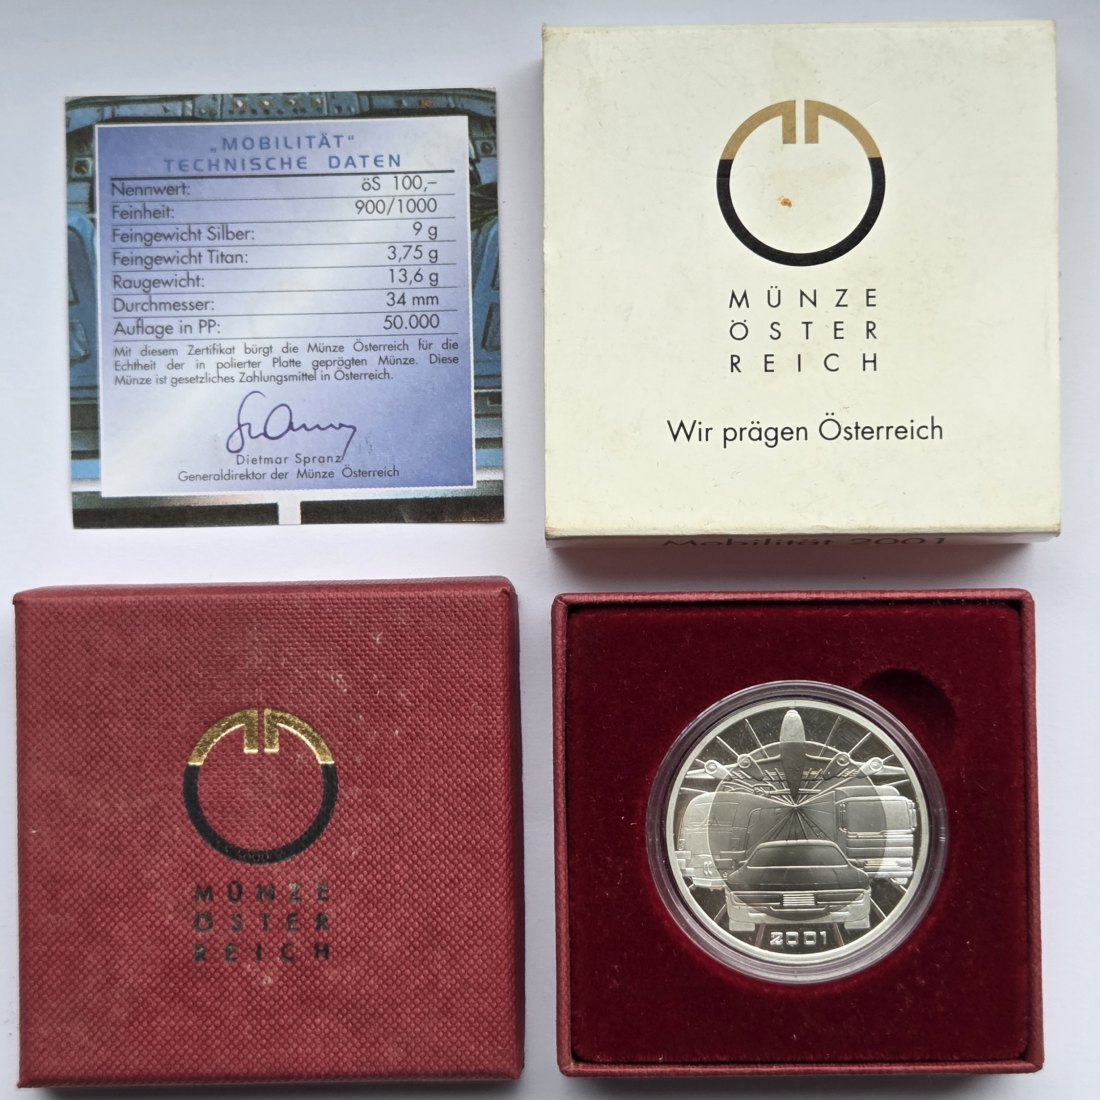 „MOBILITÄT“
TECHNISCHE DATEN
Nennwert: öS 100,–
Feinheit: 900/1000
Feingewicht Silber: 9 g
Feingewicht Titan: 3,75 g
Raugewicht: 13,6 g
Durchmesser: 34 mm
Auflage in PP: 50.000
Mit diesem Zertifikat bürgt die Münze Österreich für die
Echtheit der in polierter Platte geprägten Münze. Diese
Münze ist gesetzliches Zahlungsmittel in Österreich.
Dietmar Spranz
Generaldirektor der Münze Österreich
MÜNZE
ÖSTER
REICH
Wir prägen Österreich
Mobilität 2001
MÜNZE
ÖSTER
REICH
2001